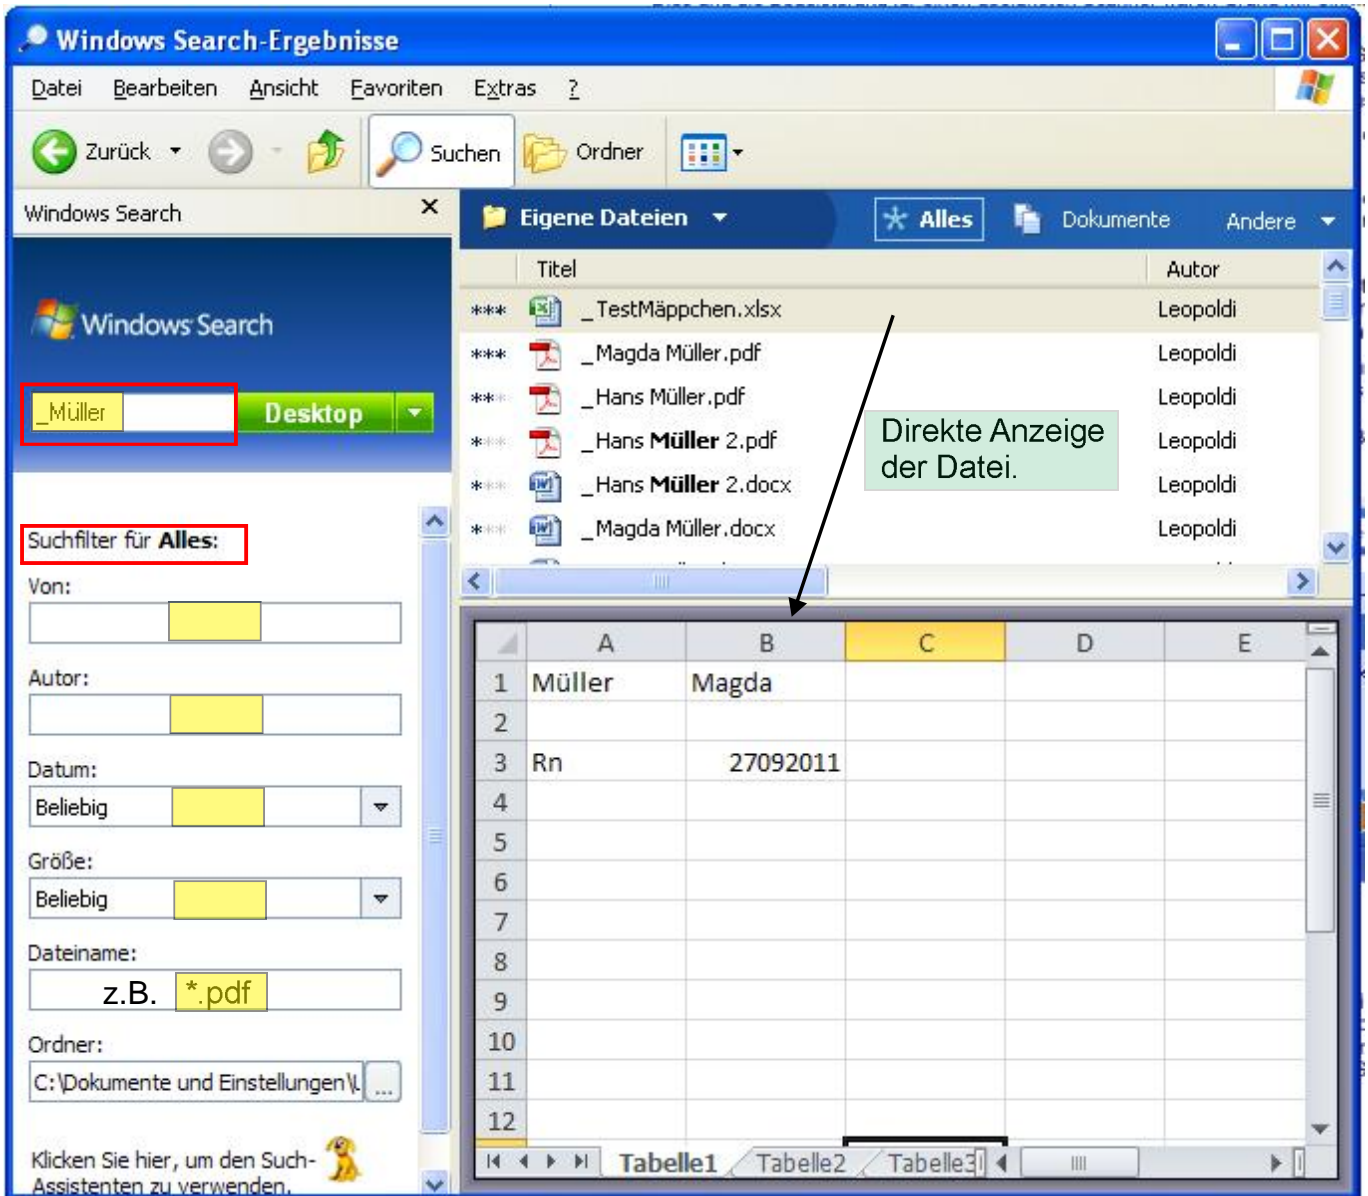 Windows Search-Ergebnisse
Datei Bearbeiten Ansicht Favoriten Extras ?
Zurück Suchen Ordner
Windows Search
Eigene Dateien Alles Dokumente Andere
Windows Search
_Müller Desktop
Suchfilter für Alles:
Von:
Autor:
Datum:
Beliebig
Größe:
Beliebig
Dateiname:
z.B. *.pdf
Ordner:
C:\Dokumente und Einstellungen\L ...
Klicken Sie hier, um den Such-
Assistenten zu verwenden.
Titel Autor
*** _TestMäppchen.xlsx Leopoldi
*** _Magda Müller.pdf Leopoldi
*** _Hans Müller.pdf Leopoldi
*** _Hans Müller 2.pdf Leopoldi
*** _Hans Müller 2.docx Leopoldi
*** _Magda Müller.docx Leopoldi
Direkte Anzeige
der Datei.
A B C D E
1 Müller Magda
2
3 Rn 27092011
4
5
6
7
8
9
10
11
12
Tabelle1 Tabelle2 Tabelle3